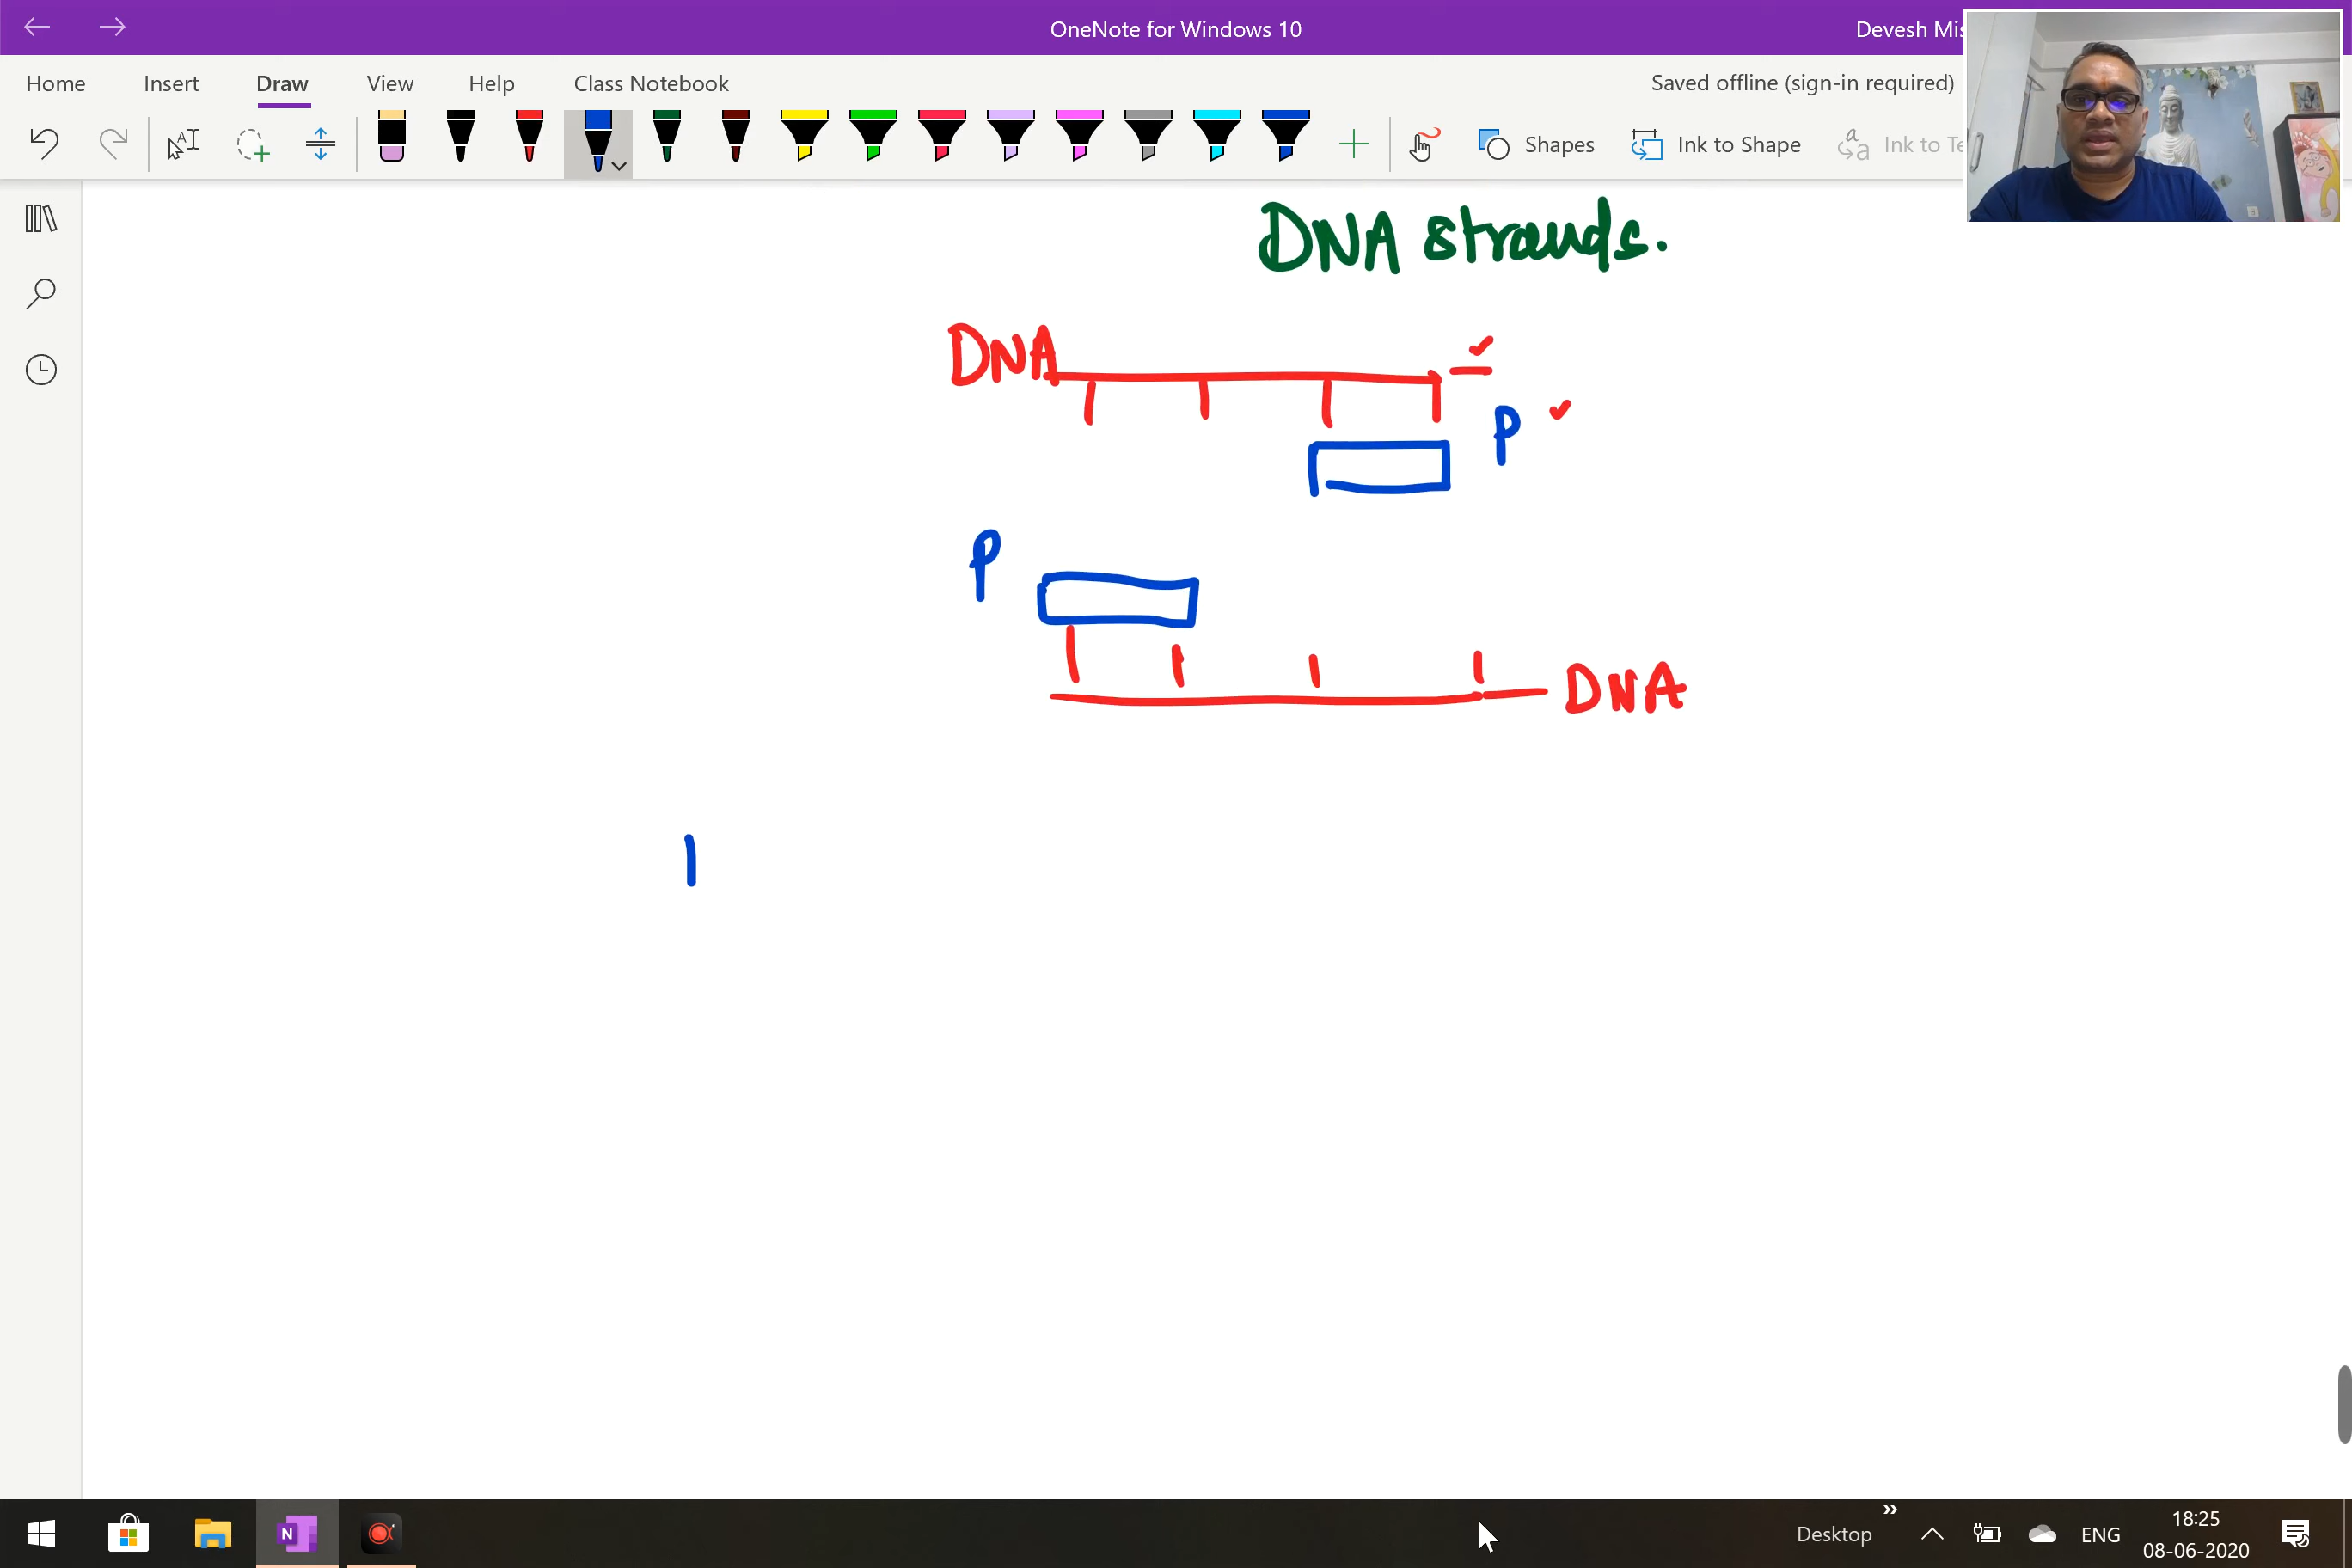 OneNote for Windows 10
Devesh Mis
Home Insert Draw View Help Class Notebook
Saved offline (sign-in required)
Shapes Ink to Shape Ink to Te
DNA strands.
DNA
P
P
DNA
Desktop ENG 18:25
08-06-2020